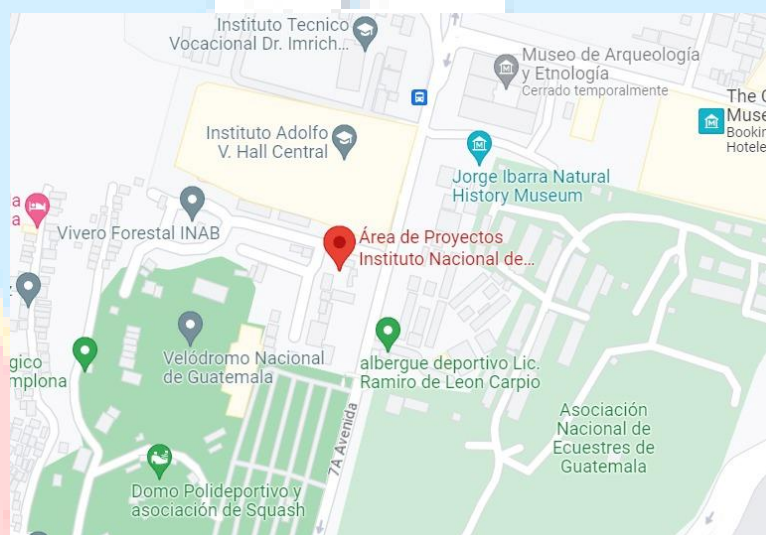 Instituto Tecnico
Vocacional Dr. Imrich...
Museo de Arqueología
y Etnología
Cerrado temporalmente
The
Bookin
Hotele
Instituto Adolfo
V. Hall Central
Jorge Ibarra Natural
History Museum
a
a
Vivero Forestal INAB
Área de Proyectos
Instituto Nacional de...
Velódromo Nacional
de Guatemala
gico
mplona
albergue deportivo Lic.
Ramiro de Leon Carpio
7A Avenida
Asociación
Nacional de
Ecuestres de
Guatemala
Domo Polideportivo y
asociación de Squash